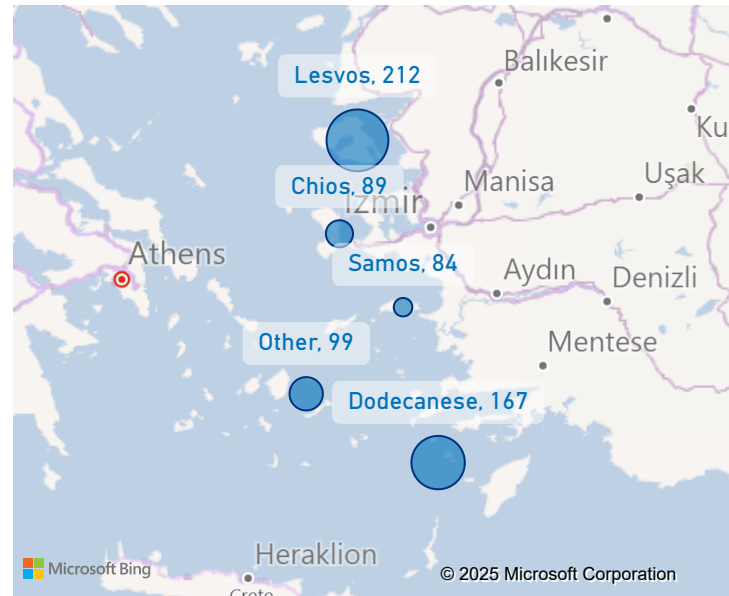 Balıkesir
Lesvos, 212
Ku
Uşak
Manisa
Chios, 89
İzmir
Athens
Samos, 84
Aydın
Denizli
Other, 99
Mentese
Dodecanese, 167
Heraklion
Microsoft Bing
© 2025 Microsoft Corporation
Crete